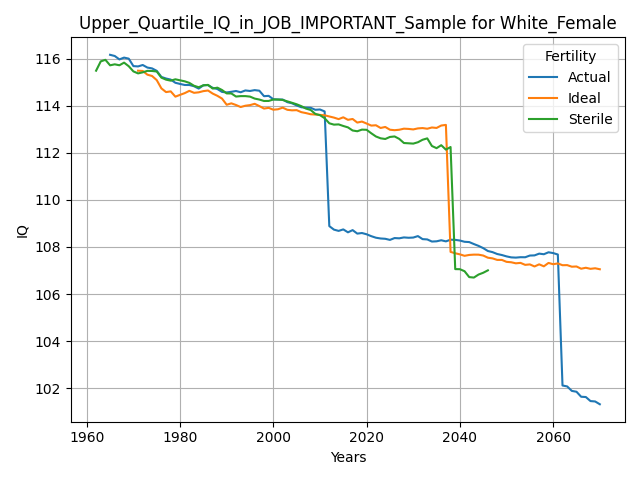 Upper_Quartile_IQ_in_JOB_IMPORTANT_Sample for White_Female
Fertility
Actual
Ideal
Sterile
116
114
112
110
108
106
104
102
IQ
1960 1980 2000 2020 2040 2060
Years